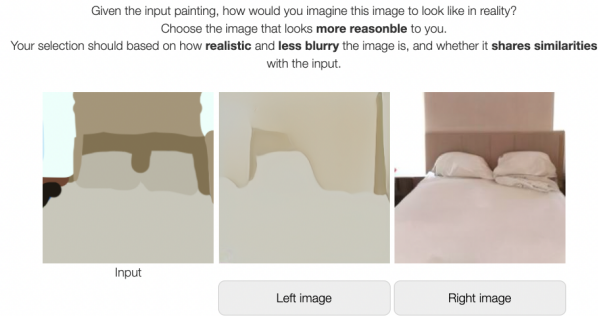 Given the input painting, how would you imagine this image to look like in reality?
Choose the image that looks more reasonble to you.
Your selection should based on how realistic and less blurry the image is, and whether it shares similarities
with the input.
Input
Left image
Right image